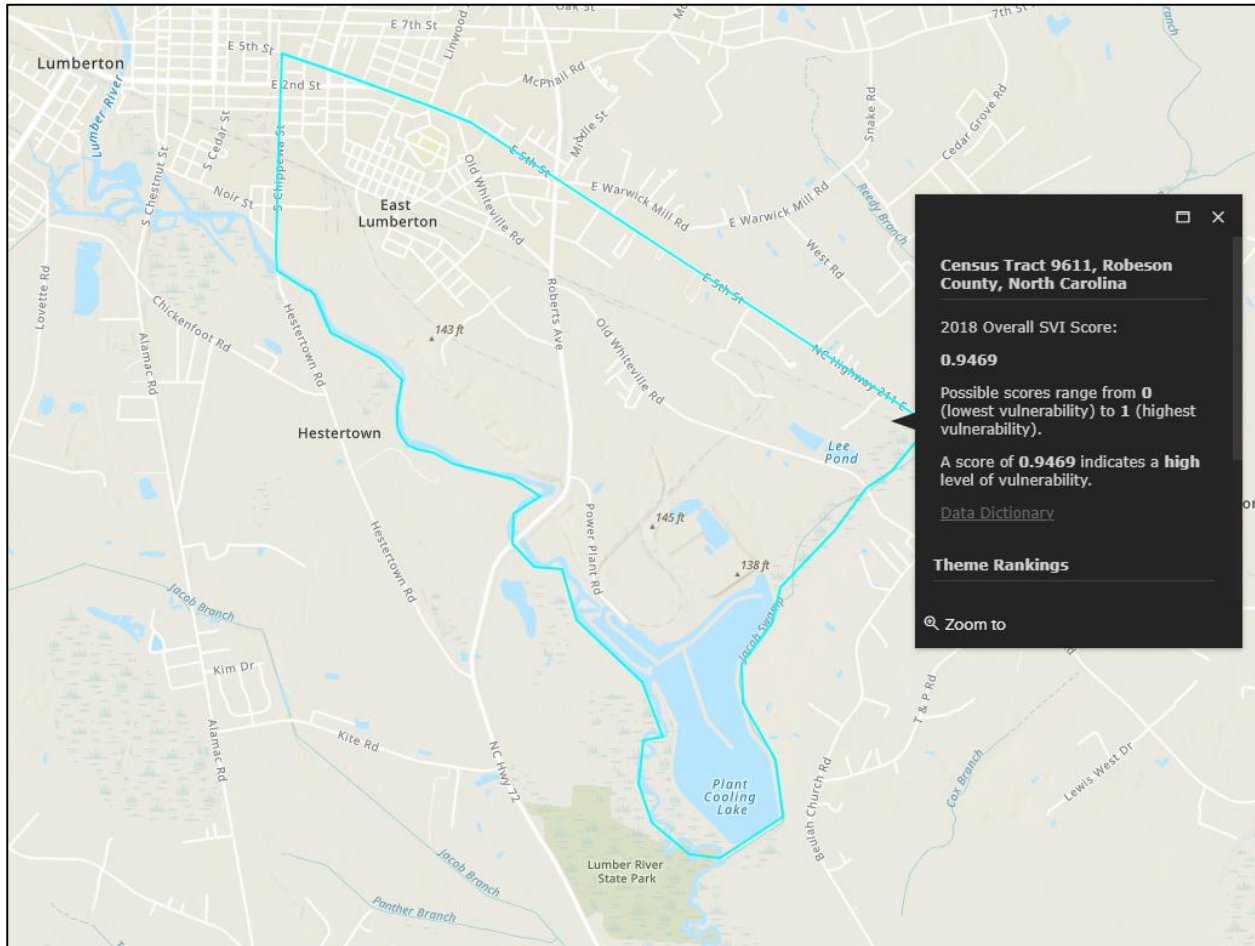 Oak St
7th St
Reedy Branch
E 7th St
Linwood
E 5th St
Lumberton
McPhail Rd
E 2nd St
Lumber River
Snake Rd
Cedar Grove Rd
Middle St
S Cedar St
S Chestnut St
S Chippewa St
E 5th St
Old Whiteville Rd
E Warwick Mill Rd
E Warwick Mill Rd
Reedy Branch
Noir St
East
Lumberton
West Rd
Lovette Rd
E 5th St
Roberts Ave
Chickenfoot Rd
Hestertown Rd
143 ft
Old Whiteville Rd
Alamac Rd
NC Highway 211 E
Hestertown
Lee
Pond
145 ft
Power Plant Rd
138 ft
Hestertown Rd
Jacob Branch
Jacob Swamp
Kim Dr
T & P Rd
Alamac Rd
Kite Rd
NC Hwy 72
Lewis West Dr
Cox Branch
Plant
Cooling
Lake
Beulah Church Rd
Lumber River
State Park
Jacob Branch
Panther Branch
Census Tract 9611, Robeson
County, North Carolina
2018 Overall SVI Score:
0.9469
Possible scores range from 0
(lowest vulnerability) to 1 (highest
vulnerability).
A score of 0.9469 indicates a high
level of vulnerability.
Data Dictionary
Theme Rankings
Zoom to